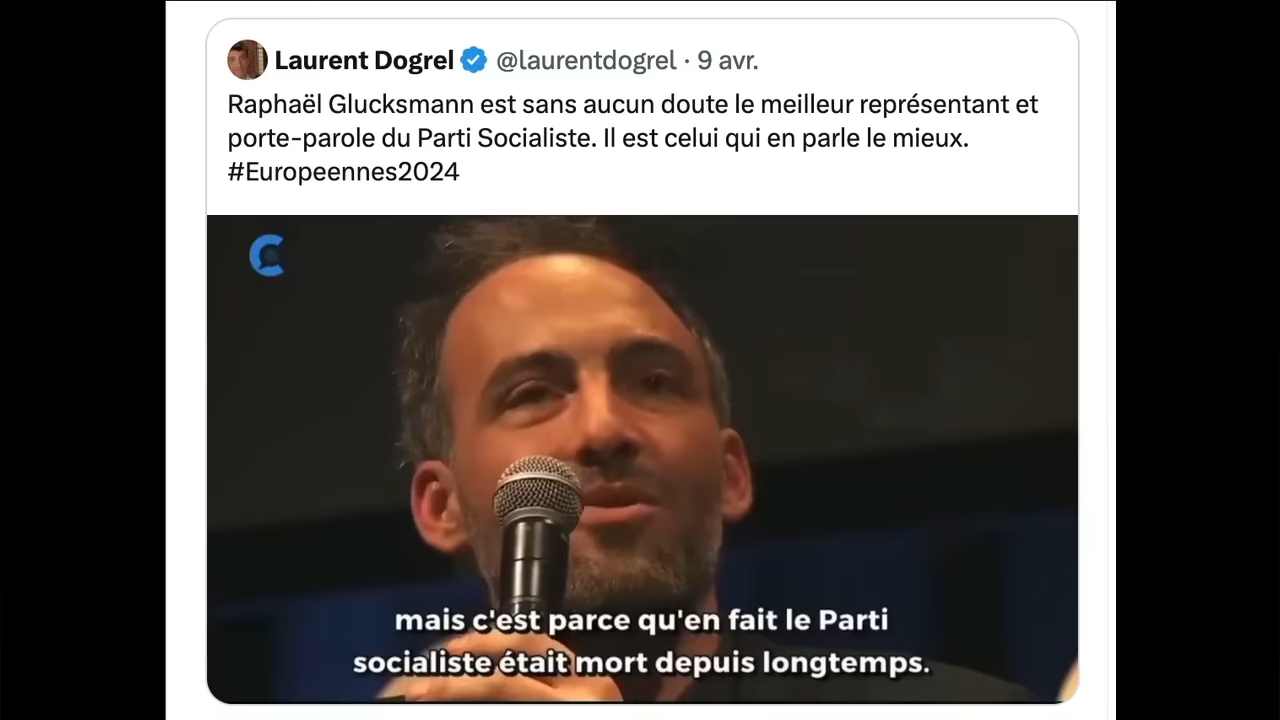 Laurent Dogrel @laurentdogrel · 9 avr.
Raphaël Glucksmann est sans aucun doute le meilleur représentant et
porte-parole du Parti Socialiste. Il est celui qui en parle le mieux.
#Europeennes2024
mais c'est parce qu'en fait le Parti
socialiste était mort depuis longtemps.